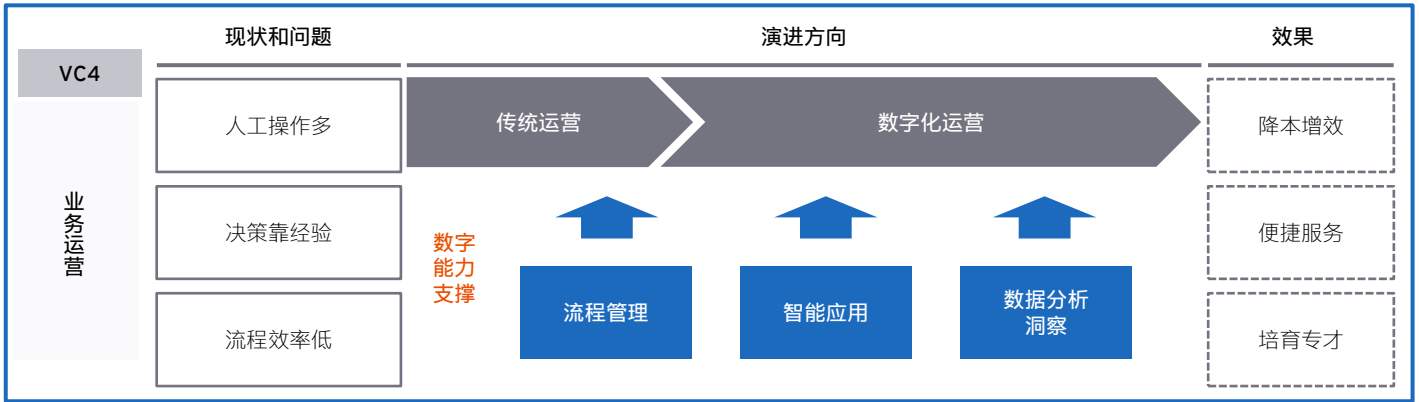 现状和问题
演进方向
效果
VC4
业务运营
人工操作多
决策靠经验
流程效率低
传统运营
数字化运营
数字
能力
支撑
流程管理
智能应用
数据分析
洞察
降本增效
便捷服务
培育专才